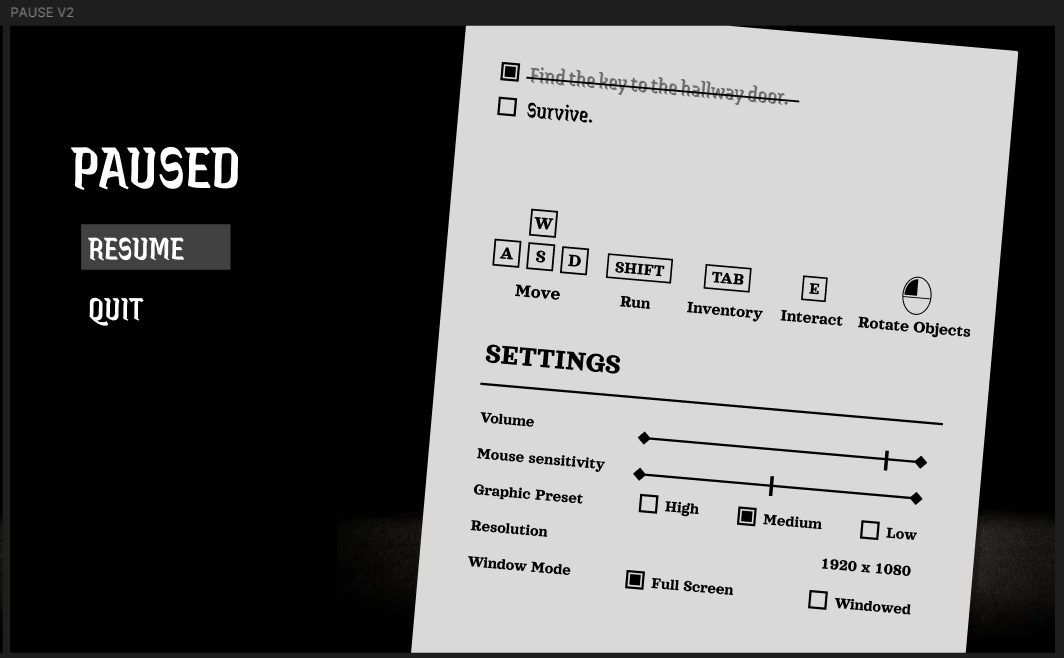 PAUSE V2
PAUSED
RESUME
QUIT
Find the key to the hallway door.
Survive.
W
A S D
SHIFT
TAB
E
Move
Run
Inventory
Interact
Rotate Objects
SETTINGS
Volume
Mouse sensitivity
Graphic Preset
High
Medium
Low
Resolution
1920 x 1080
Window Mode
Full Screen
Windowed